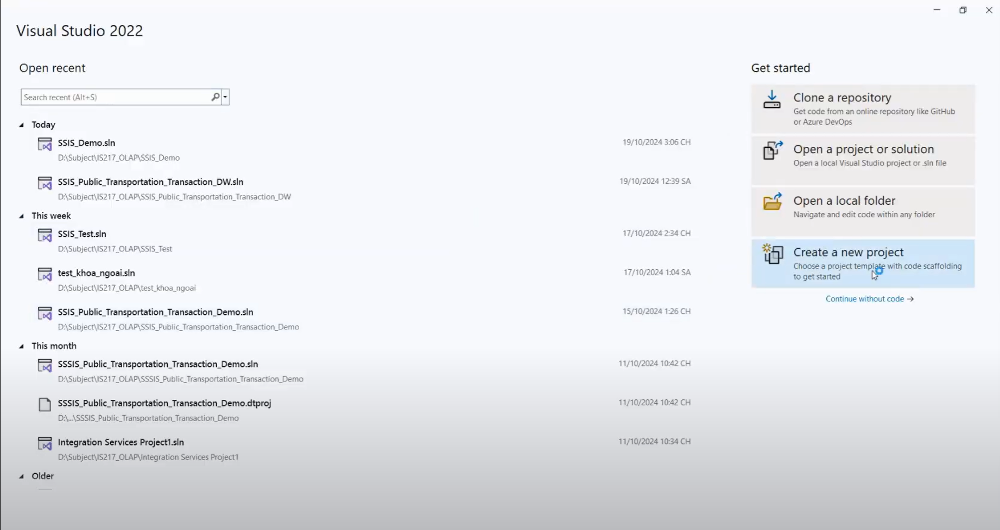 Visual Studio 2022
Open recent
Search recent (Alt+S)
Today
SSIS_Demo.sln
19/10/2024 3:06 CH
D:\Subject\IS217_OLAP\SSIS_Demo
SSIS_Public_Transportation_Transaction_DW.sln
19/10/2024 12:39 SA
D:\Subject\IS217_OLAP\SSIS_Public_Transportation_Transaction_DW
This week
SSIS_Test.sln
17/10/2024 2:34 CH
D:\Subject\IS217_OLAP\SSIS_Test
test_khoa_ngoai.sln
17/10/2024 1:04 SA
D:\Subject\IS217_OLAP\test_khoa_ngoai
SSIS_Public_Transportation_Transaction_Demo.sln
15/10/2024 1:26 CH
D:\Subject\IS217_OLAP\SSIS_Public_Transportation_Transaction_Demo
This month
SSSIS_Public_Transportation_Transaction_Demo.sln
11/10/2024 10:42 CH
D:\Subject\IS217_OLAP\SSSIS_Public_Transportation_Transaction_Demo
SSSIS_Public_Transportation_Transaction_Demo.dtproj
11/10/2024 10:42 CH
D:\...\SSSIS_Public_Transportation_Transaction_Demo
Integration Services Project1.sln
11/10/2024 10:34 CH
D:\Subject\IS217_OLAP\Integration Services Project1
Older
Get started
Clone a repository
Get code from an online repository like GitHub
or Azure DevOps
Open a project or solution
Open a local Visual Studio project or .sln file
Open a local folder
Navigate and edit code within any folder
Create a new project
Choose a project template with code scaffolding
to get started
Continue without code →